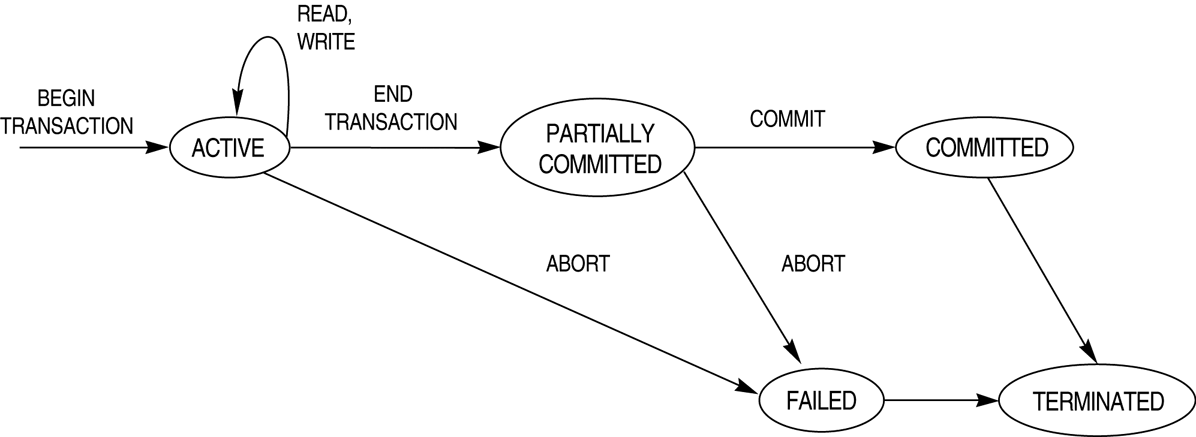 READ,
WRITE
BEGIN
TRANSACTION
END
TRANSACTION
ACTIVE
PARTIALLY
COMMITTED
COMMIT
COMMITTED
ABORT
ABORT
FAILED
TERMINATED